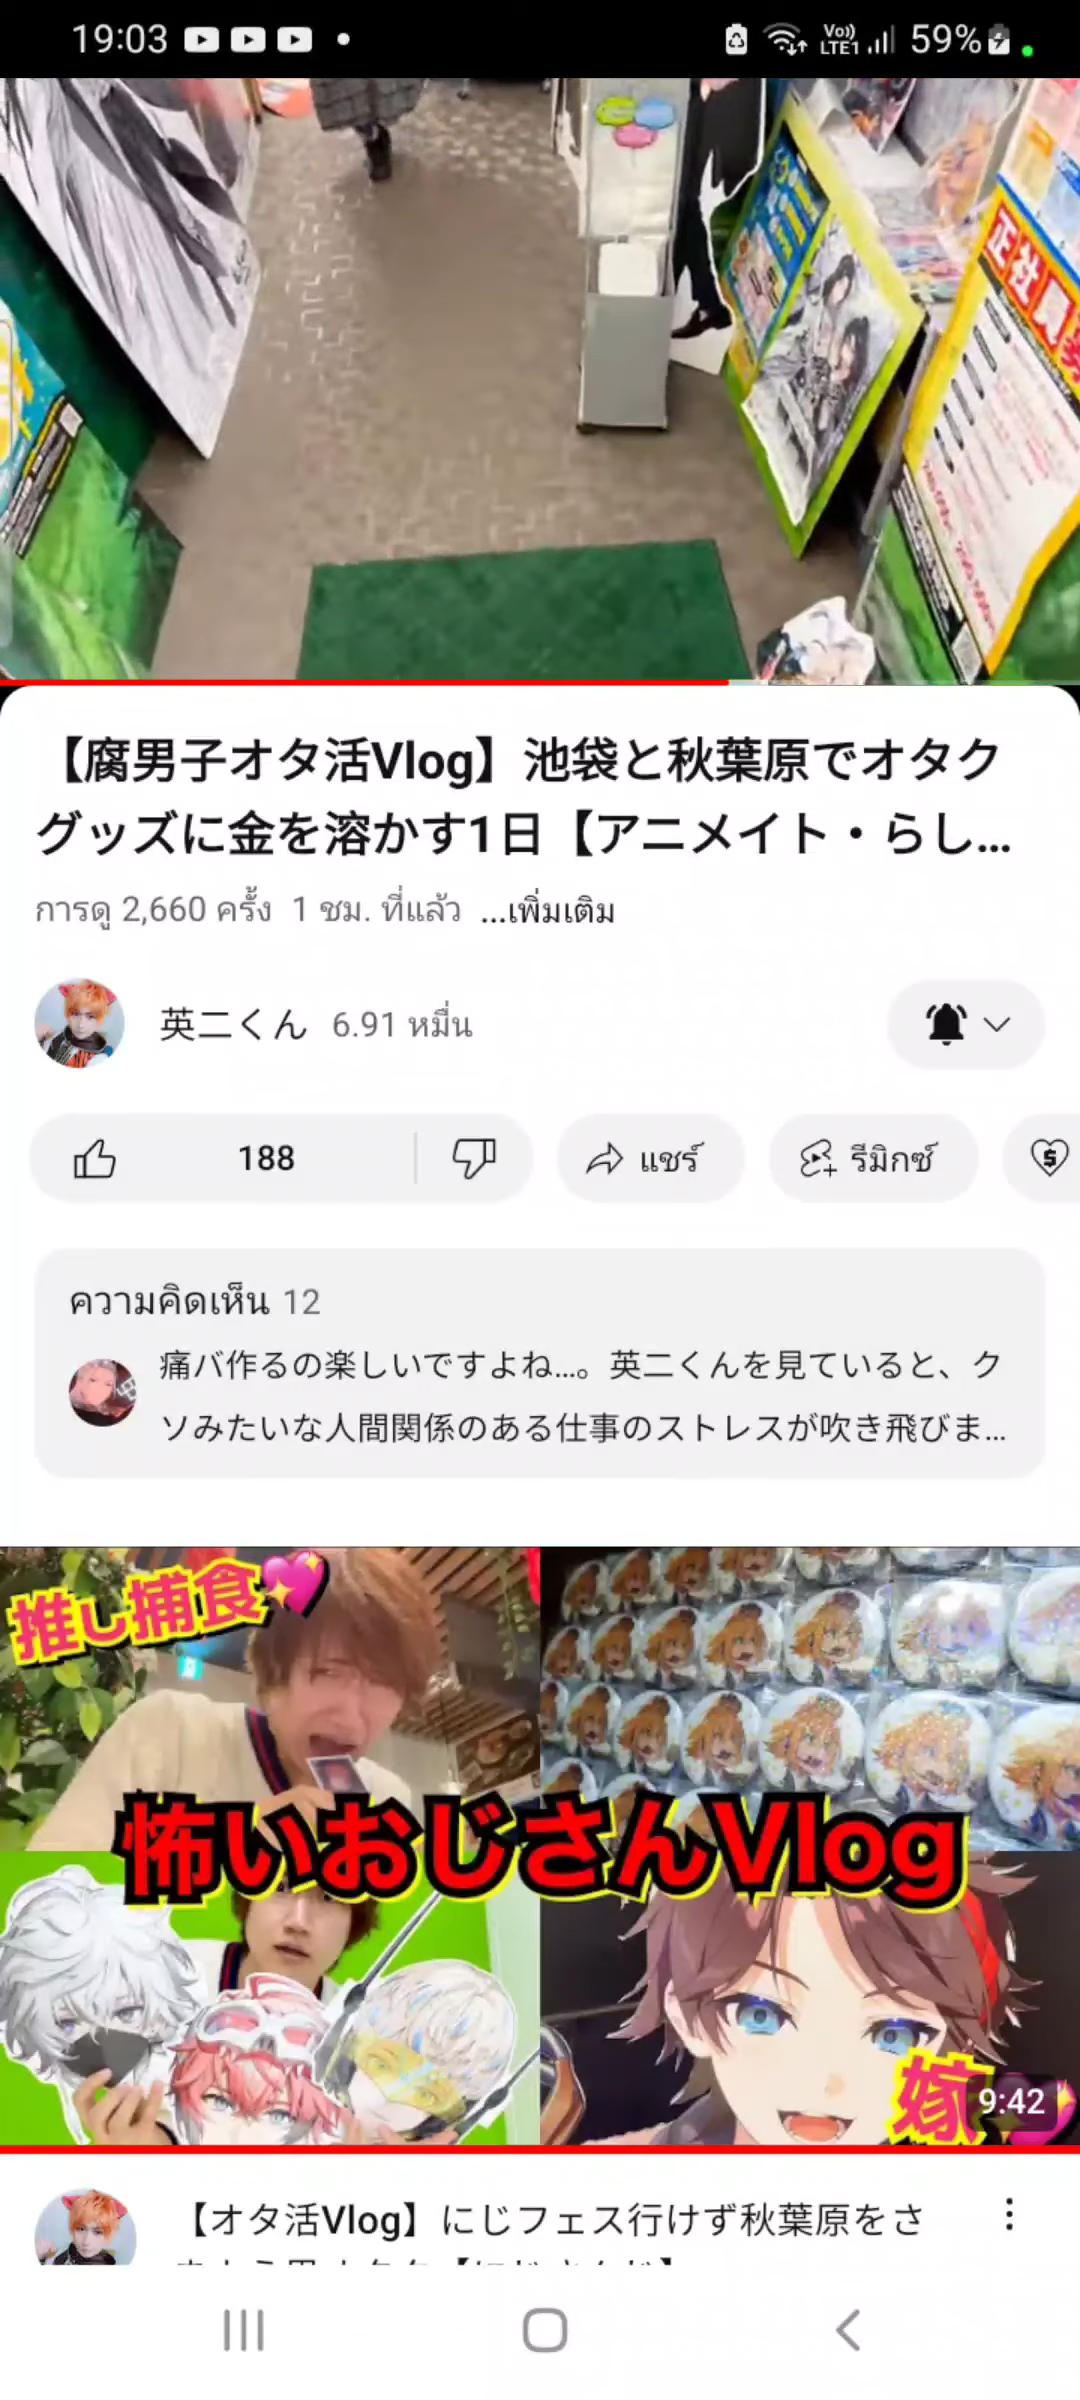 19:03
Vo)) LTE1 59%
正社員
【腐男子オタ活Vlog】池袋と秋葉原でオタク
グッズに金を溶かす1日【アニメイト・らし...
การดู 2,660 ครั้ง 1 ชม. ที่แล้ว ...เพิ่มเติม
英二くん 6.91 หมื่น
188 แชร์ รีมิกซ์
ความคิดเห็น 12
痛バ作るの楽しいですよね…。英二くんを見ていると、ク
ソみたいな人間関係のある仕事のストレスが吹き飛びま...
推し捕食
怖いおじさんVlog
嫁
9:42
【オタ活Vlog】にじフェス行けず秋葉原をさ